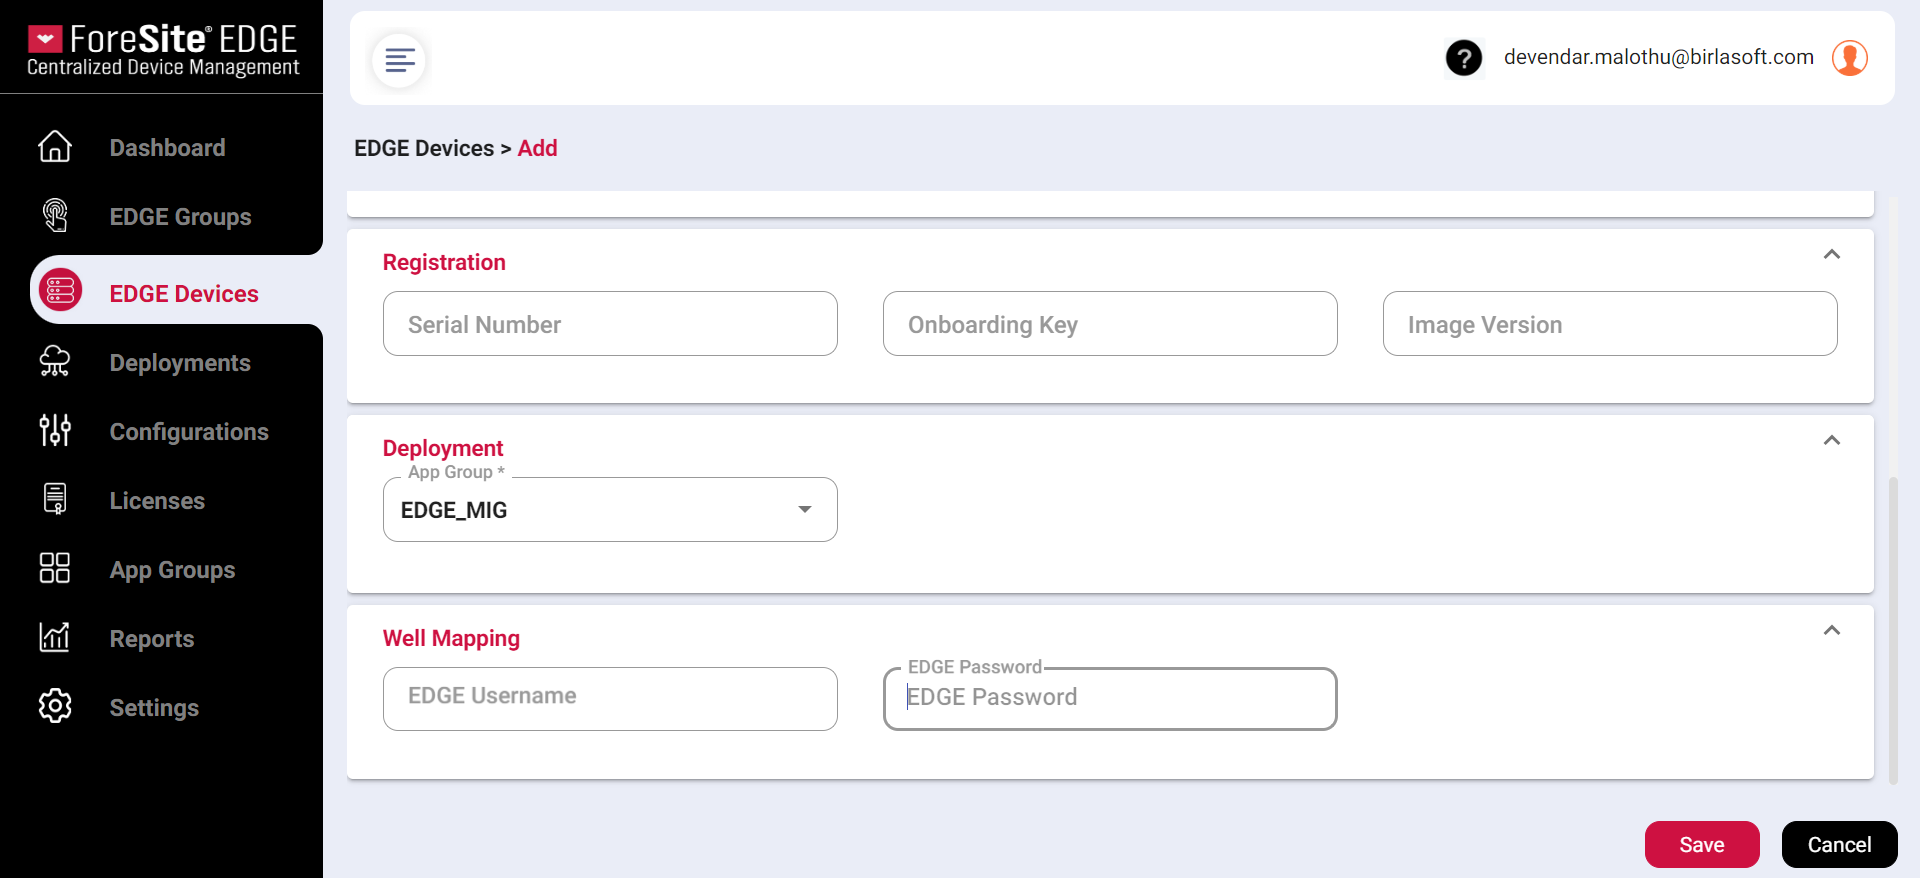 ForeSite® EDGE
Centralized Device Management
Dashboard
EDGE Groups
EDGE Devices
Deployments
Configurations
Licenses
App Groups
Reports
Settings
?
devendar.malothu@birlasoft.com
EDGE Devices > Add
Registration
Serial Number
Onboarding Key
Image Version
Deployment
App Group *
EDGE_MIG
Well Mapping
EDGE Username
EDGE Password
EDGE Password
Save
Cancel